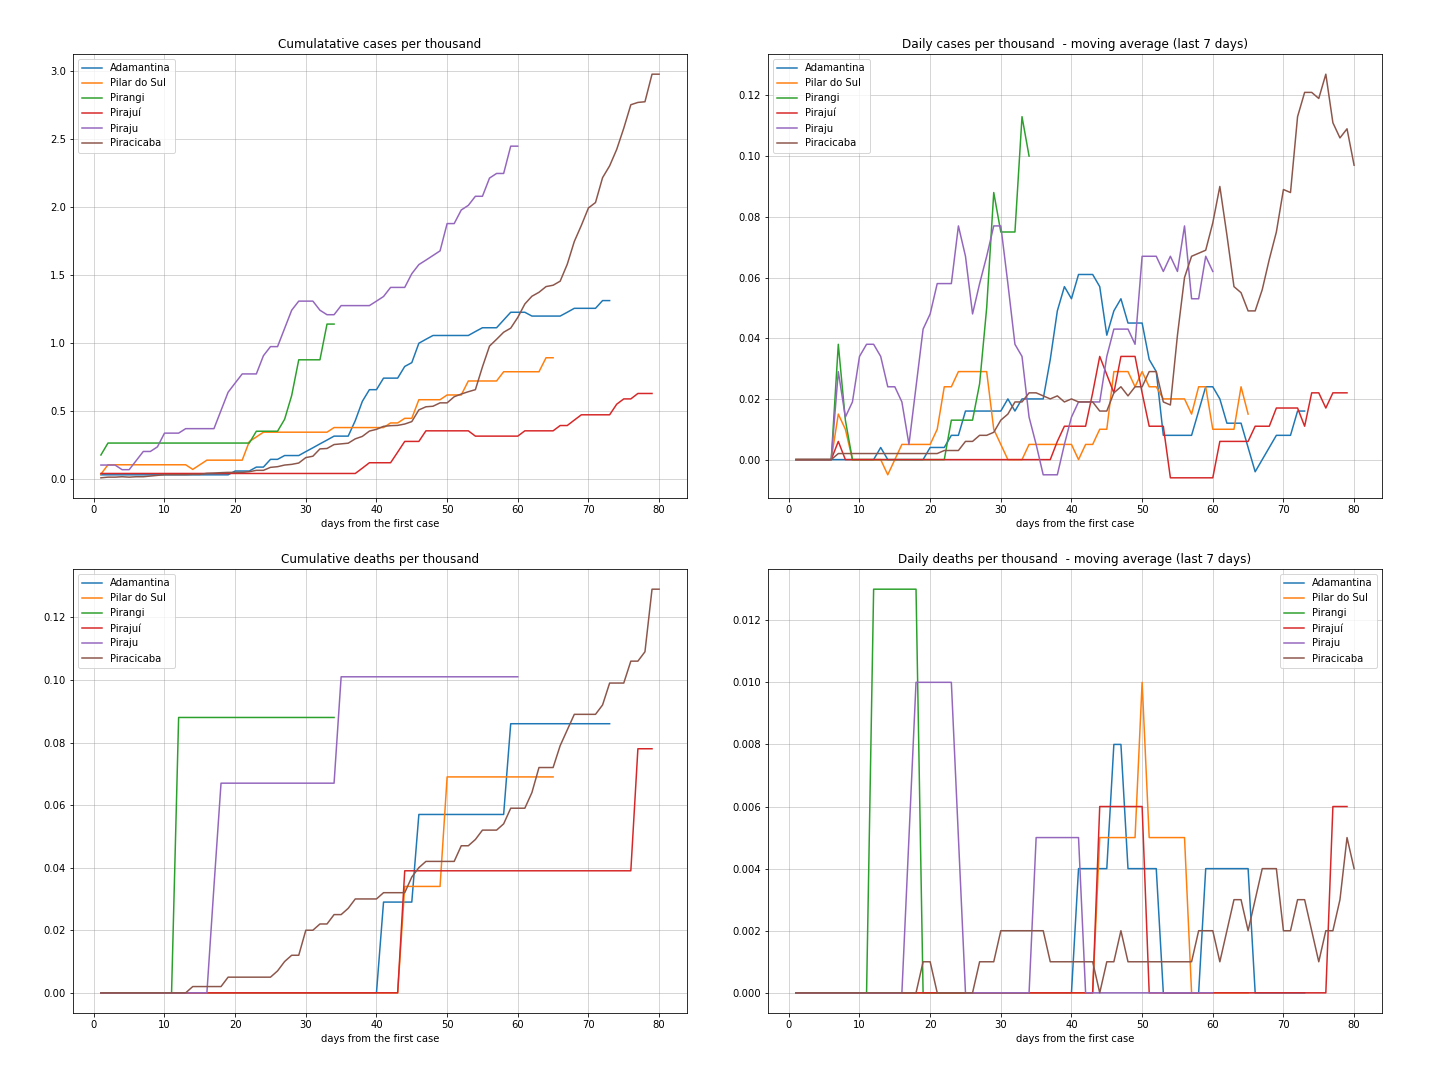 Cumulatative cases per thousand
3.0
2.5
2.0
1.5
1.0
0.5
0.0
Adamantina
Pilar do Sul
Pirangi
Pirajuí
Piraju
Piracicaba
0 10 20 30 40 50 60 70 80
days from the first case
Daily cases per thousand  - moving average (last 7 days)
0.12
0.10
0.08
0.06
0.04
0.02
0.00
Adamantina
Pilar do Sul
Pirangi
Pirajuí
Piraju
Piracicaba
0 10 20 30 40 50 60 70 80
days from the first case
Cumulative deaths per thousand
0.12
0.10
0.08
0.06
0.04
0.02
0.00
Adamantina
Pilar do Sul
Pirangi
Pirajuí
Piraju
Piracicaba
0 10 20 30 40 50 60 70 80
days from the first case
Daily deaths per thousand  - moving average (last 7 days)
0.012
0.010
0.008
0.006
0.004
0.002
0.000
Adamantina
Pilar do Sul
Pirangi
Pirajuí
Piraju
Piracicaba
0 10 20 30 40 50 60 70 80
days from the first case